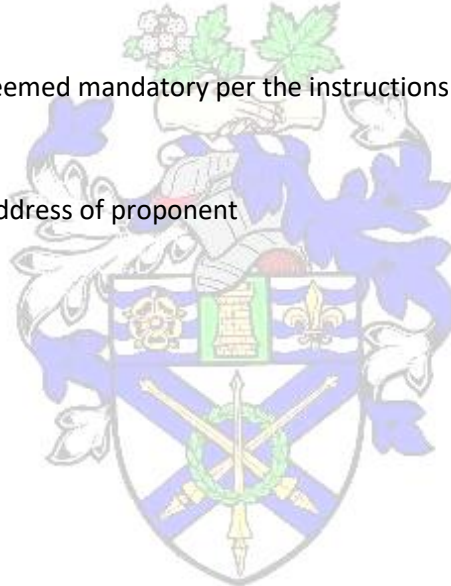 eemed mandatory per the instructions
ddress of proponent